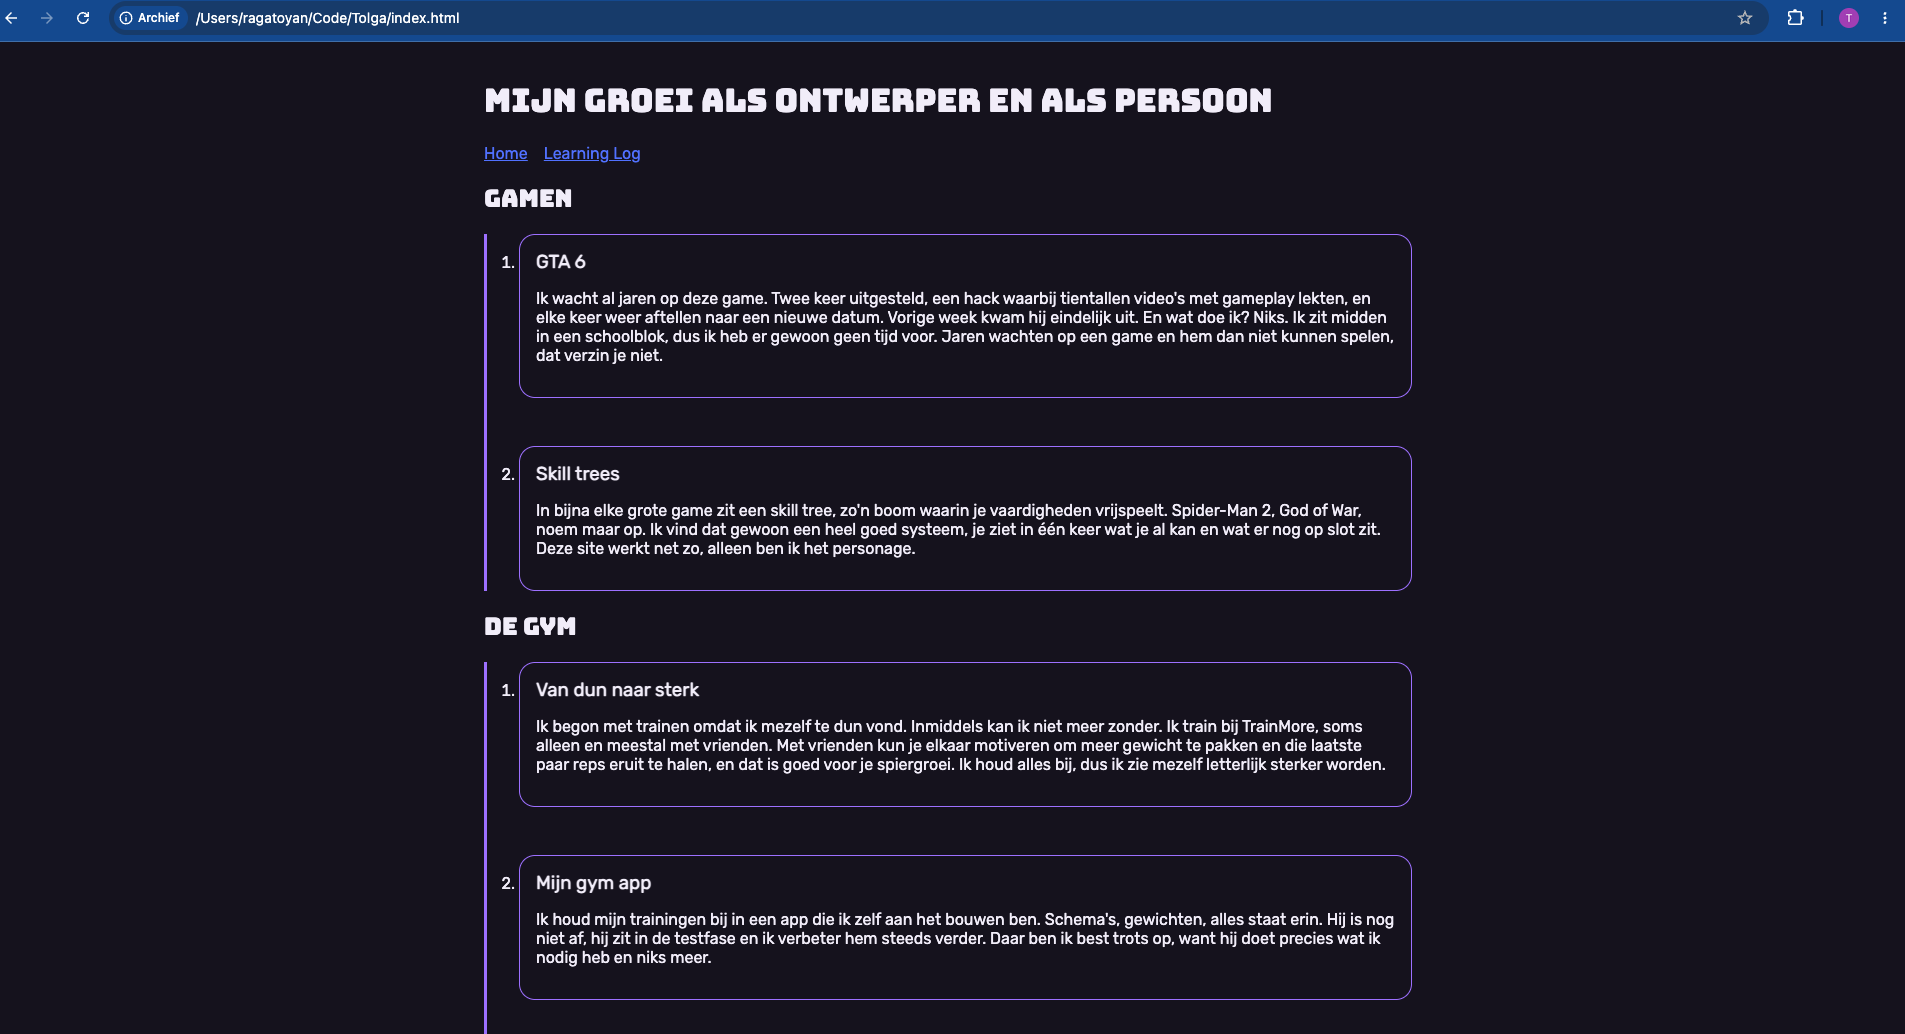 Archief /Users/ragatoyan/Code/Tolga/index.html
T
MIJN GROEI ALS ONTWERPER EN ALS PERSOON
Home Learning Log
GAMEN
1. GTA 6
Ik wacht al jaren op deze game. Twee keer uitgesteld, een hack waarbij tientallen video's met gameplay lekten, en
elke keer weer aftellen naar een nieuwe datum. Vorige week kwam hij eindelijk uit. En wat doe ik? Niks. Ik zit midden
in een schoolblok, dus ik heb er gewoon geen tijd voor. Jaren wachten op een game en hem dan niet kunnen spelen,
dat verzin je niet.
2. Skill trees
In bijna elke grote game zit een skill tree, zo'n boom waarin je vaardigheden vrijspeelt. Spider-Man 2, God of War,
noem maar op. Ik vind dat gewoon een heel goed systeem, je ziet in één keer wat je al kan en wat er nog op slot zit.
Deze site werkt net zo, alleen ben ik het personage.
DE GYM
1. Van dun naar sterk
Ik begon met trainen omdat ik mezelf te dun vond. Inmiddels kan ik niet meer zonder. Ik train bij TrainMore, soms
alleen en meestal met vrienden. Met vrienden kun je elkaar motiveren om meer gewicht te pakken en die laatste
paar reps eruit te halen, en dat is goed voor je spiergroei. Ik houd alles bij, dus ik zie mezelf letterlijk sterker worden.
2. Mijn gym app
Ik houd mijn trainingen bij in een app die ik zelf aan het bouwen ben. Schema's, gewichten, alles staat erin. Hij is nog
niet af, hij zit in de testfase en ik verbeter hem steeds verder. Daar ben ik best trots op, want hij doet precies wat ik
nodig heb en niks meer.